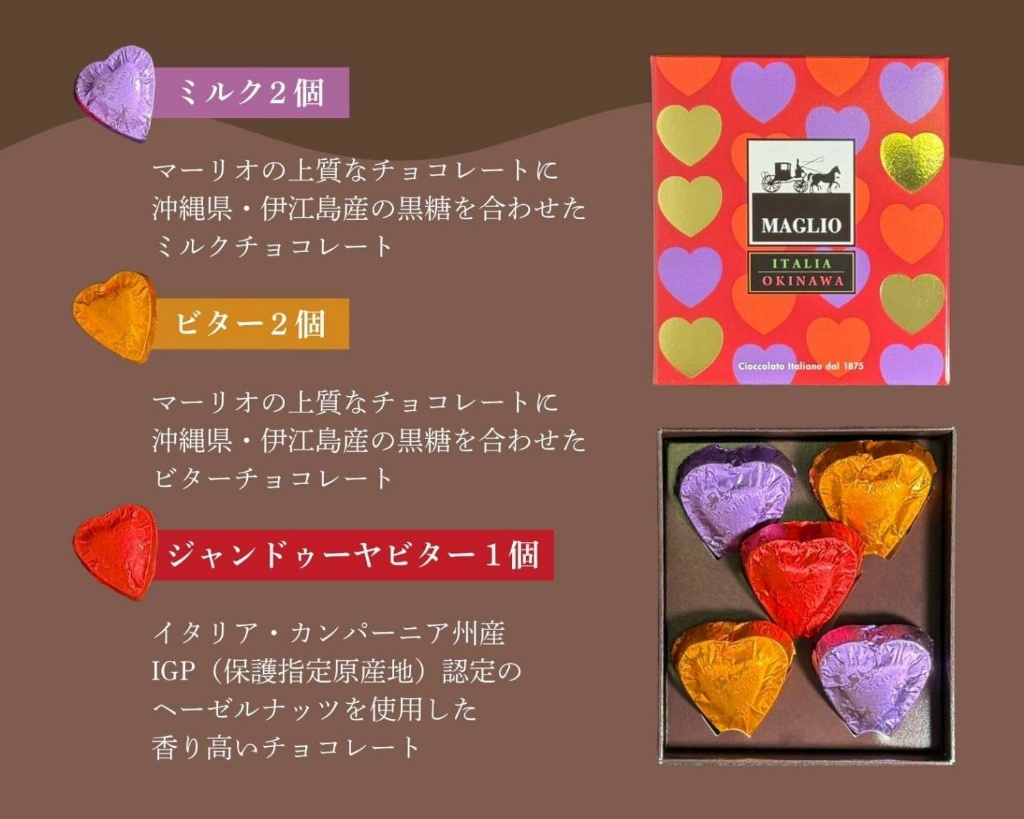 ミルク2個
マーリオの上質なチョコレートに
沖縄県・伊江島産の黒糖を合わせた
ミルクチョコレート
ビター2個
マーリオの上質なチョコレートに
沖縄県・伊江島産の黒糖を合わせた
ビターチョコレート
ジャンドゥーヤビター1個
イタリア・カンパーニア州産
IGP（保護指定原産地）認定の
ヘーゼルナッツを使用した
香り高いチョコレート
MAGLIO
ITALIA
OKINAWA
Cioccolato Italiano dal 1875